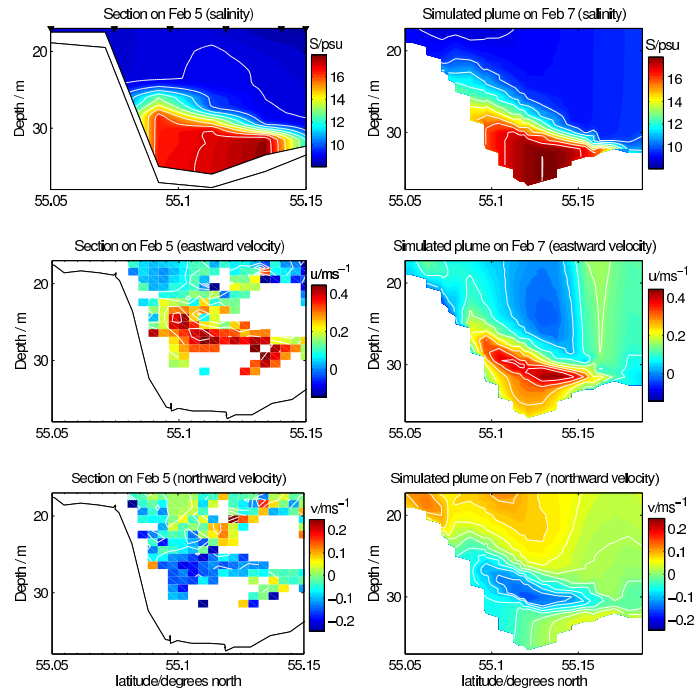 Section on Feb 5 (salinity)
20
30
Depth / m
55.05
55.1
55.15
S/psu
16
14
12
10
Simulated plume on Feb 7 (salinity)
20
30
Depth / m
55.05
55.1
55.15
S/psu
16
14
12
10
Section on Feb 5 (eastward velocity)
20
30
Depth / m
55.05
55.1
55.15
u/ms⁻¹
0.4
0.2
0
Simulated plume on Feb 7 (eastward velocity)
20
30
Depth / m
55.05
55.1
55.15
u/ms⁻¹
0.4
0.2
0
Section on Feb 5 (northward velocity)
20
30
Depth / m
55.05
55.1
55.15
latitude/degrees north
v/ms⁻¹
0.2
0.1
0
−0.1
−0.2
Simulated plume on Feb 7 (northward velocity)
20
30
Depth / m
55.05
55.1
55.15
latitude/degrees north
v/ms⁻¹
0.2
0.1
0
−0.1
−0.2